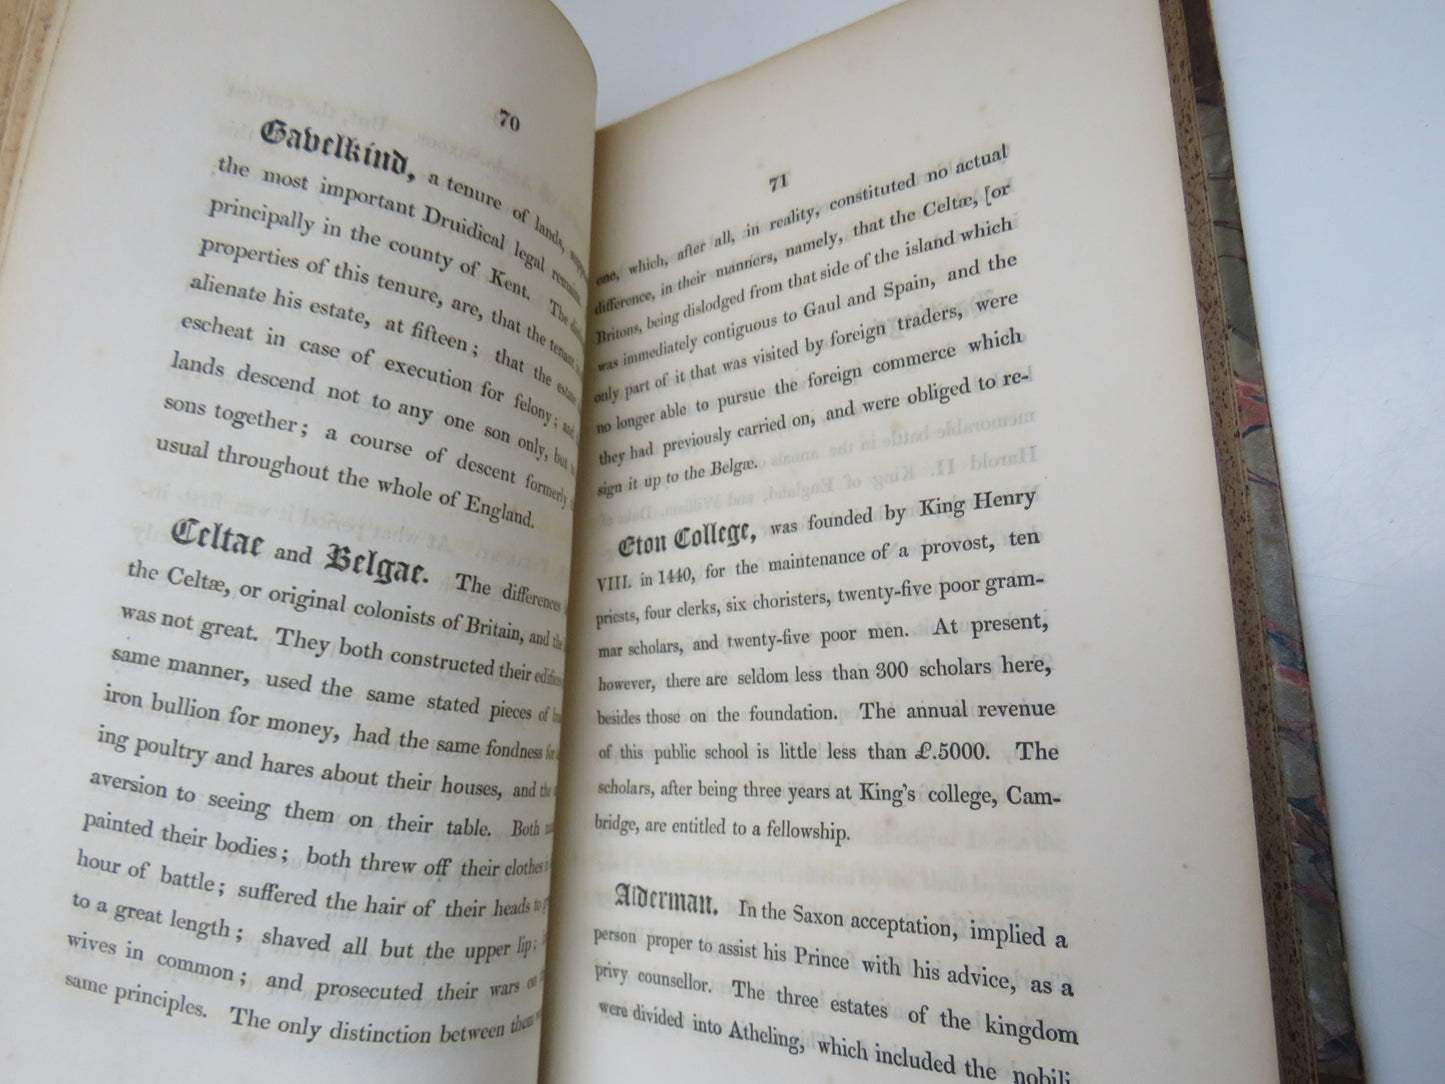 70
Gavelkind, a tenure of lands,
the most important Druidical legal
principally in the county of Kent. The
properties of this tenure, are, that the tenant
alienate his estate, at fifteen; that the estate
escheat in case of execution for felony; and
lands descend not to any one son only, but
sons together; a course of descent formerly
usual throughout the whole of England.
Celtae and Belgae. The differences
the Celtæ, or original colonists of Britain, and the
was not great. They both constructed their edifices
same manner, used the same stated pieces of
iron bullion for money, had the same fondness for
ing poultry and hares about their houses, and the
aversion to seeing them on their table. Both
painted their bodies; both threw off their clothes
hour of battle; suffered the hair of their heads to
to a great length; shaved all but the upper lip;
wives in common; and prosecuted their wars on
same principles. The only distinction between them
71
one, which, after all, in reality, constituted no actual
difference, in their manners, namely, that the Celtæ, [or
Britons, being dislodged from that side of the island which
was immediately contiguous to Gaul and Spain, and the
only part of it that was visited by foreign traders, were
no longer able to pursue the foreign commerce which
they had previously carried on, and were obliged to re-
sign it up to the Belgæ.
Eton College, was founded by King Henry
VIII. in 1440, for the maintenance of a provost, ten
priests, four clerks, six choristers, twenty-five poor gram-
mar scholars, and twenty-five poor men. At present,
however, there are seldom less than 300 scholars here,
besides those on the foundation. The annual revenue
of this public school is little less than £.5000. The
scholars, after being three years at King's college, Cam-
bridge, are entitled to a fellowship.
Alderman. In the Saxon acceptation, implied a
person proper to assist his Prince with his advice, as a
privy counsellor. The three estates of the kingdom
were divided into Atheling, which included the nobili-